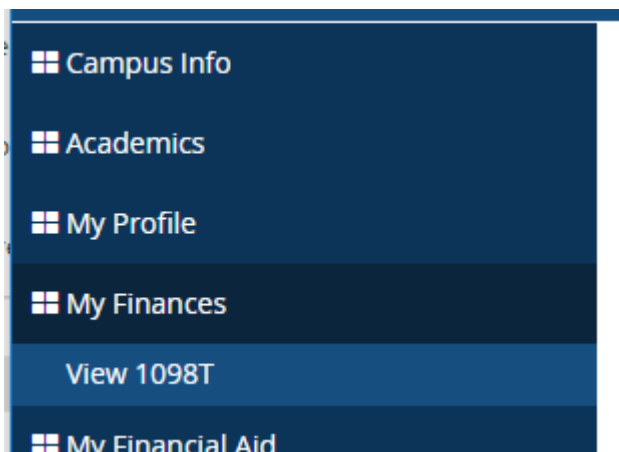 Campus Info
Academics
My Profile
My Finances
View 1098T
My Financial Aid